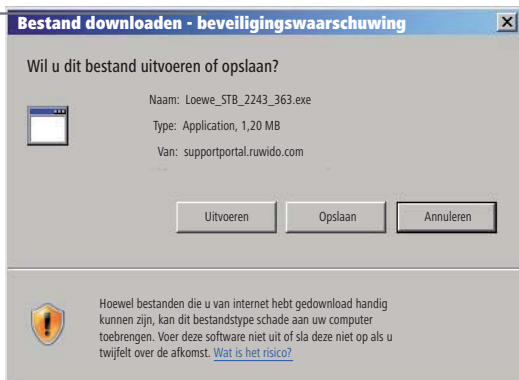 Bestand downloaden - beveiligingswaarschuwing
Wil u dit bestand uitvoeren of opslaan?
Naam: Loewe_STB_2243_363.exe
Type: Application, 1,20 MB
Van: supportportal.ruwido.com
Uitvoeren Opslaan Annuleren
Hoewel bestanden die u van internet hebt gedownload handig
kunnen zijn, kan dit bestandstype schade aan uw computer
toebrengen. Voer deze software niet uit of sla deze niet op als u
twijfelt over de afkomst. Wat is het risico?